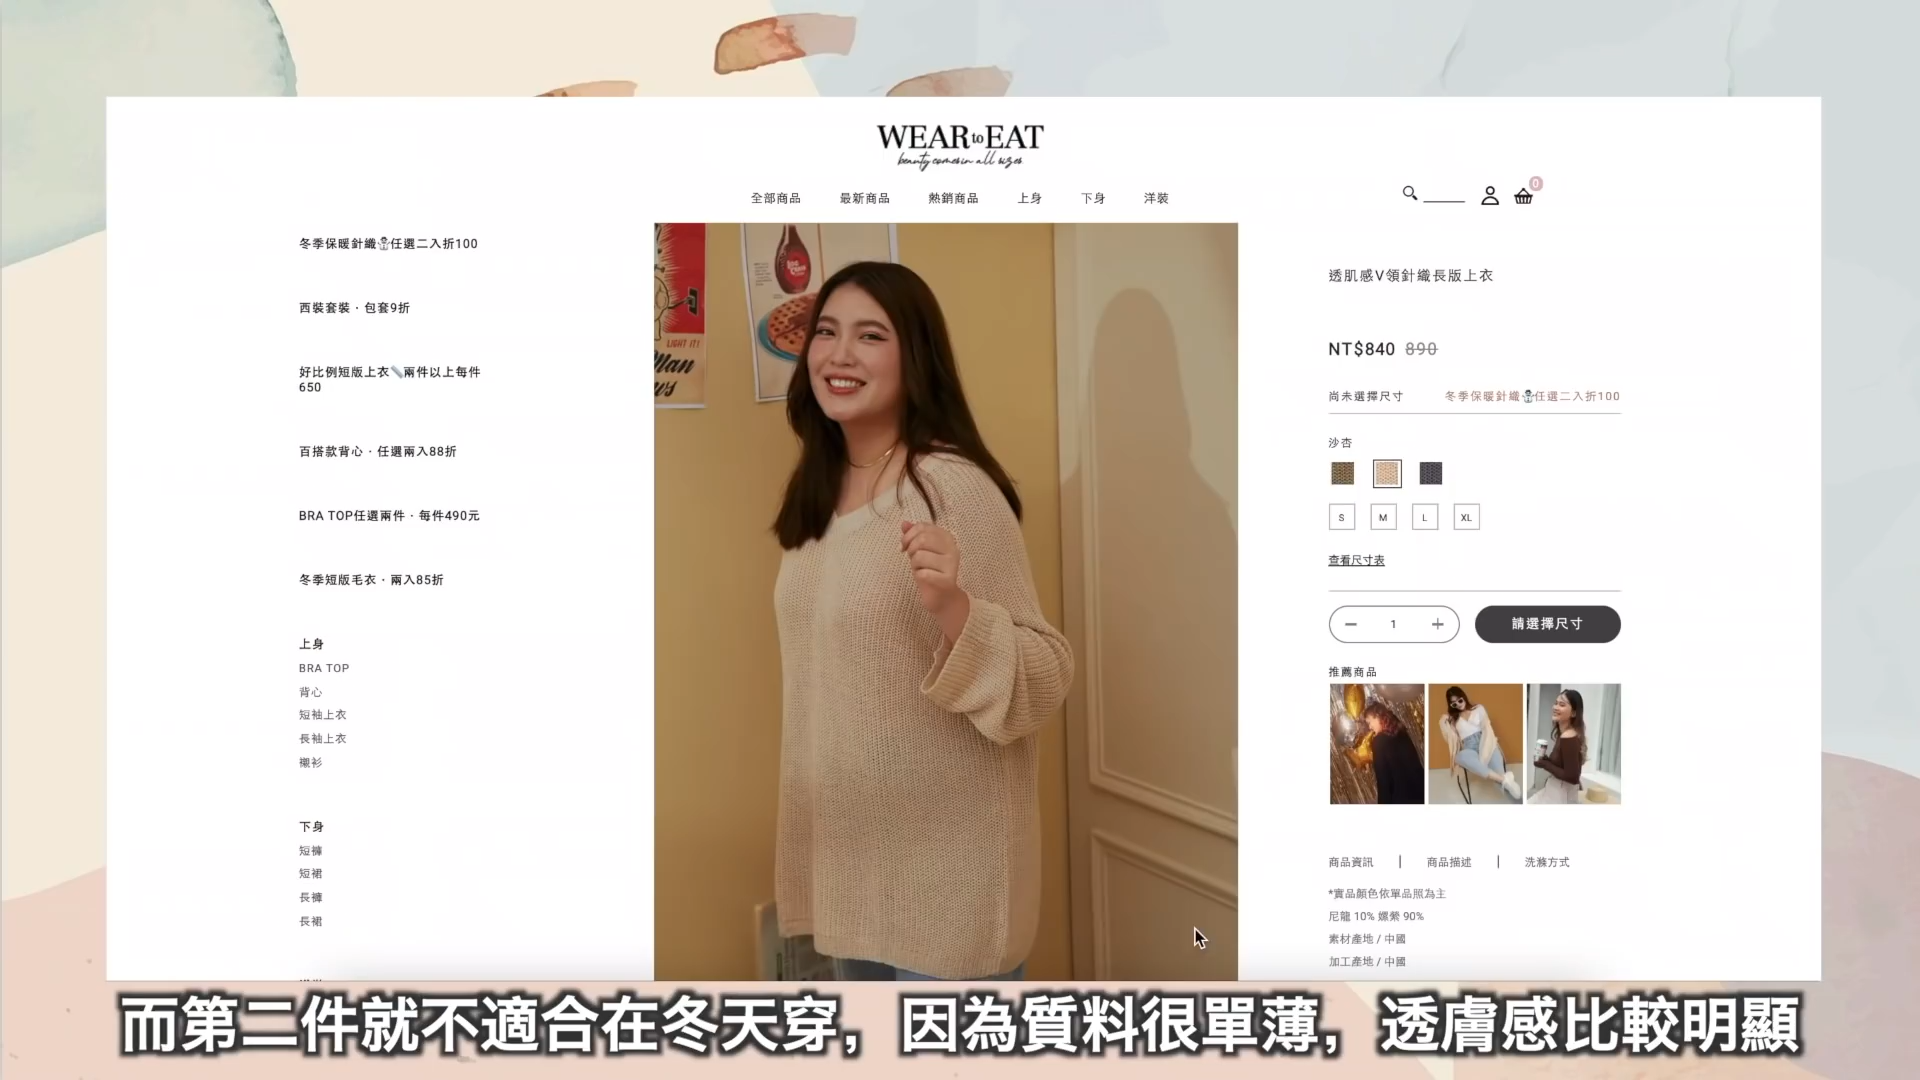 WEAR to EAT
beauty comes in all sizes
全部商品 最新商品 熱銷商品 上身 下身 洋裝
0
冬季保暖針織⛄任選二入折100
西裝套裝・包套9折
好比例短版上衣📏兩件以上每件
650
百搭款背心・任選兩入88折
BRA TOP任選兩件・每件490元
冬季短版毛衣・兩入85折
上身
BRA TOP
背心
短袖上衣
長袖上衣
襯衫
下身
短褲
短裙
長褲
長裙
LIGHT IT!
Man
透肌感V領針織長版上衣
NT$840 890
尚未選擇尺寸 冬季保暖針織⛄任選二入折100
沙杏
S M L XL
查看尺寸表
1 請選擇尺寸
推薦商品
商品資訊 | 商品描述 | 洗滌方式
*實品顏色依單品照為主
尼龍 10% 嫘縈 90%
素材產地 / 中國
加工產地 / 中國
而第二件就不適合在冬天穿，因為質料很單薄，透膚感比較明顯